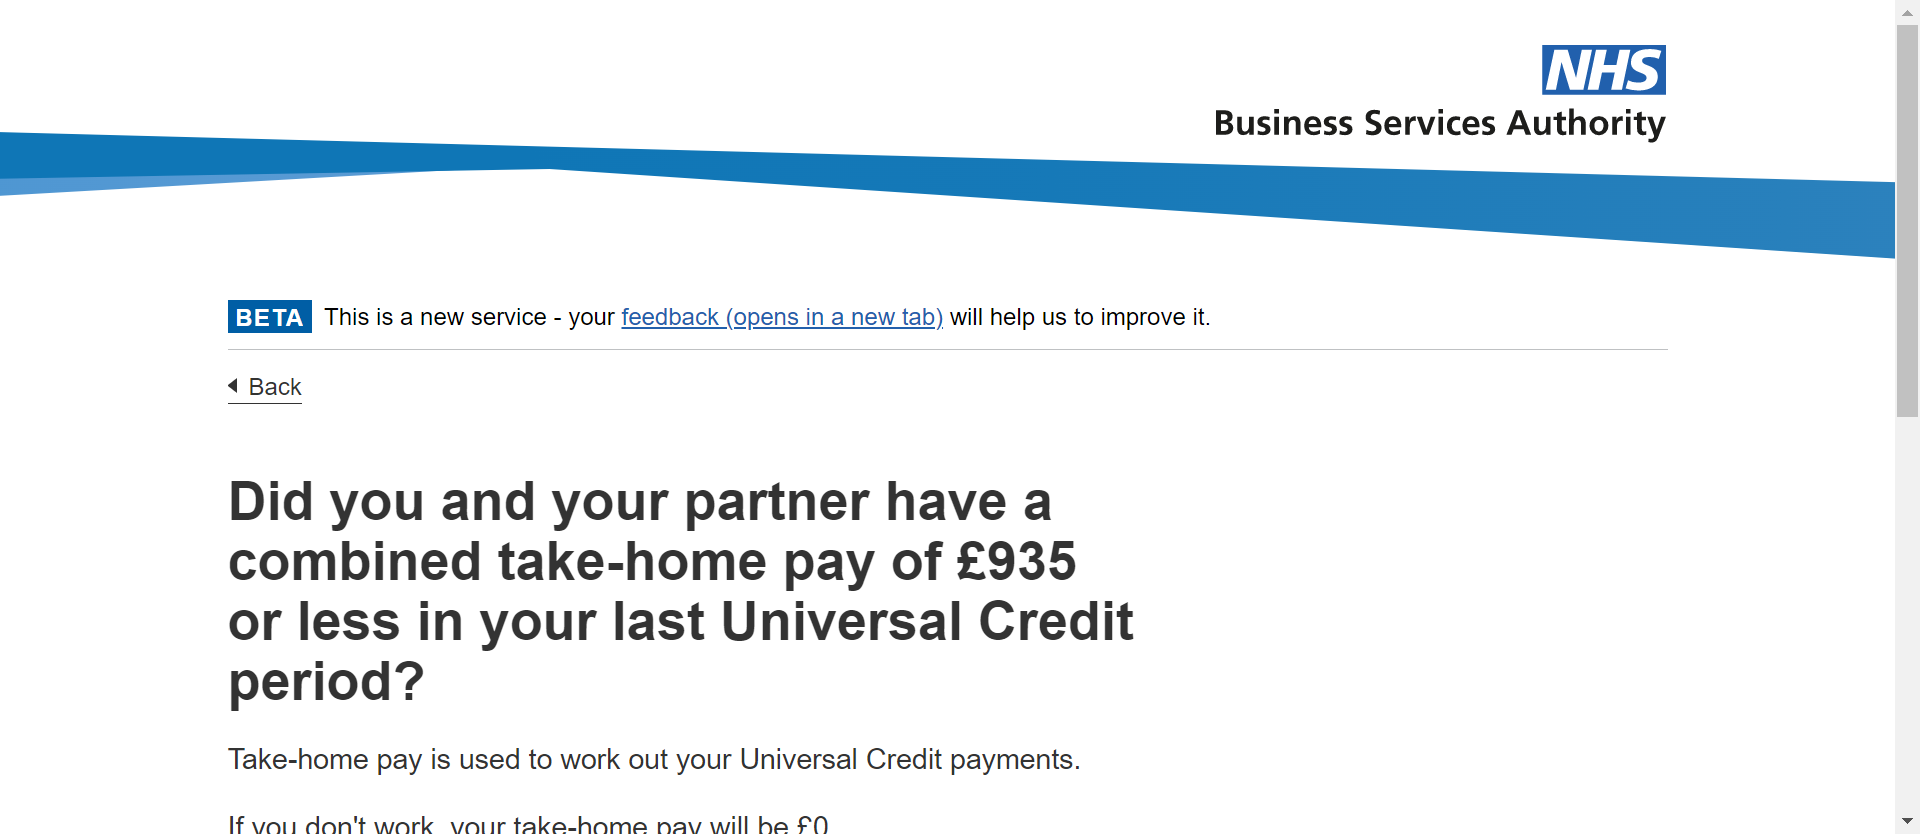 NHS
Business Services Authority
BETA This is a new service - your feedback (opens in a new tab) will help us to improve it.
Back
Did you and your partner have a
combined take-home pay of £935
or less in your last Universal Credit
period?
Take-home pay is used to work out your Universal Credit payments.
If you don't work, your take-home pay will be £0